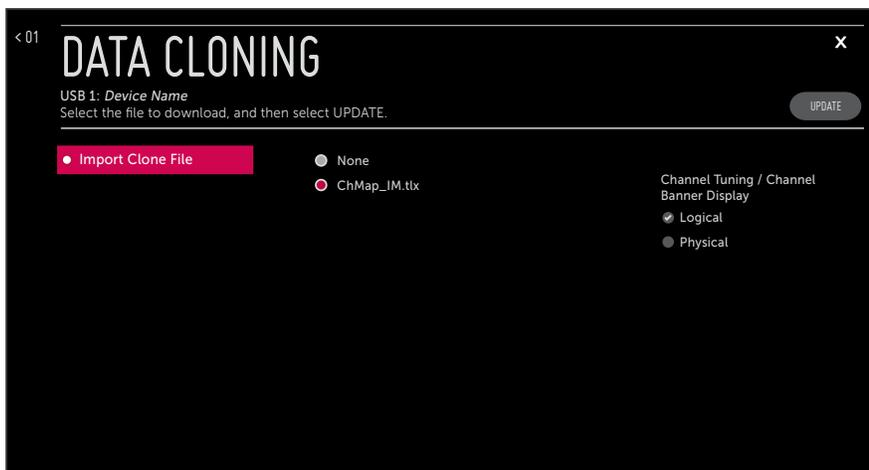 < 01
DATA CLONING
X
USB 1: Device Name
Select the file to download, and then select UPDATE.
UPDATE
Import Clone File
None
ChMap_IM.tlx
Channel Tuning / Channel
Banner Display
Logical
Physical